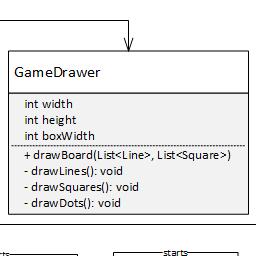 GameDrawer
int width
int height
int boxWidth
+ drawBoard(List<Line>, List<Square>)
- drawLines(): void
- drawSquares(): void
- drawDots(): void
starts